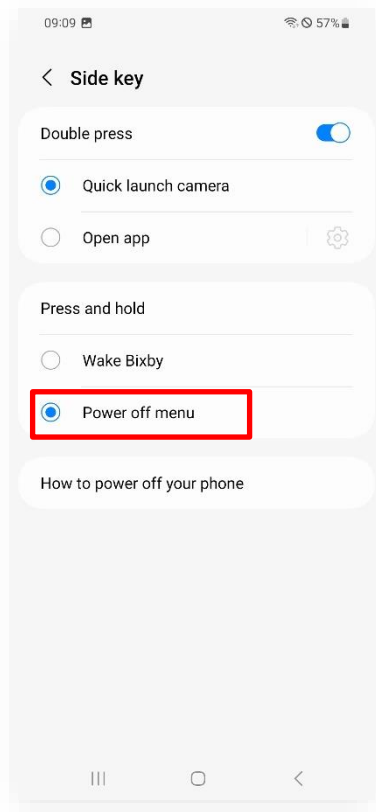 09:09 57%
Side key
Double press
Quick launch camera
Open app
Press and hold
Wake Bixby
Power off menu
How to power off your phone